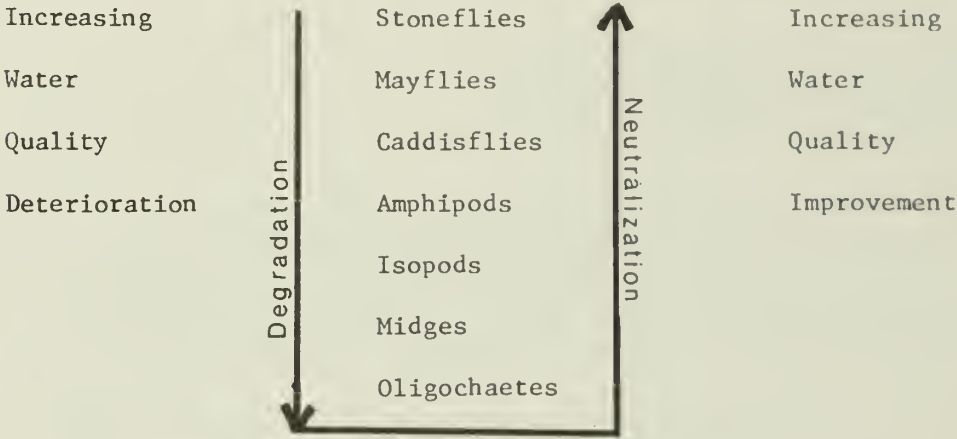 Increasing
Water
Quality
Deterioration
Degradation
Stoneflies
Mayflies
Caddisflies
Amphipods
Isopods
Midges
Oligochaetes
Neutralization
Increasing
Water
Quality
Improvement